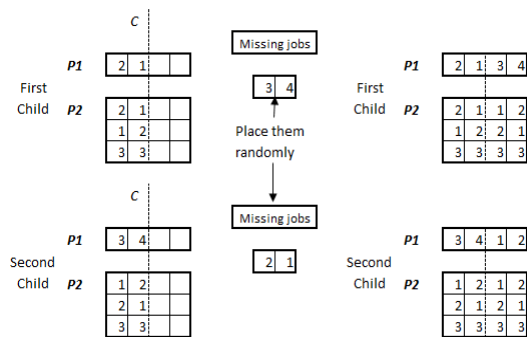 C
Missing jobs
P1 2 1
3 4
P1 2 1 3 4
First Child
P2 2 1
1 2
3 3
Place them randomly
First Child
P2 2 1 1 2
1 2 2 1
3 3 3 3
C
Missing jobs
P1 3 4
2 1
P1 3 4 1 2
Second Child
P2 1 2
2 1
3 3
Second Child
P2 1 2 1 2
2 1 2 1
3 3 3 3